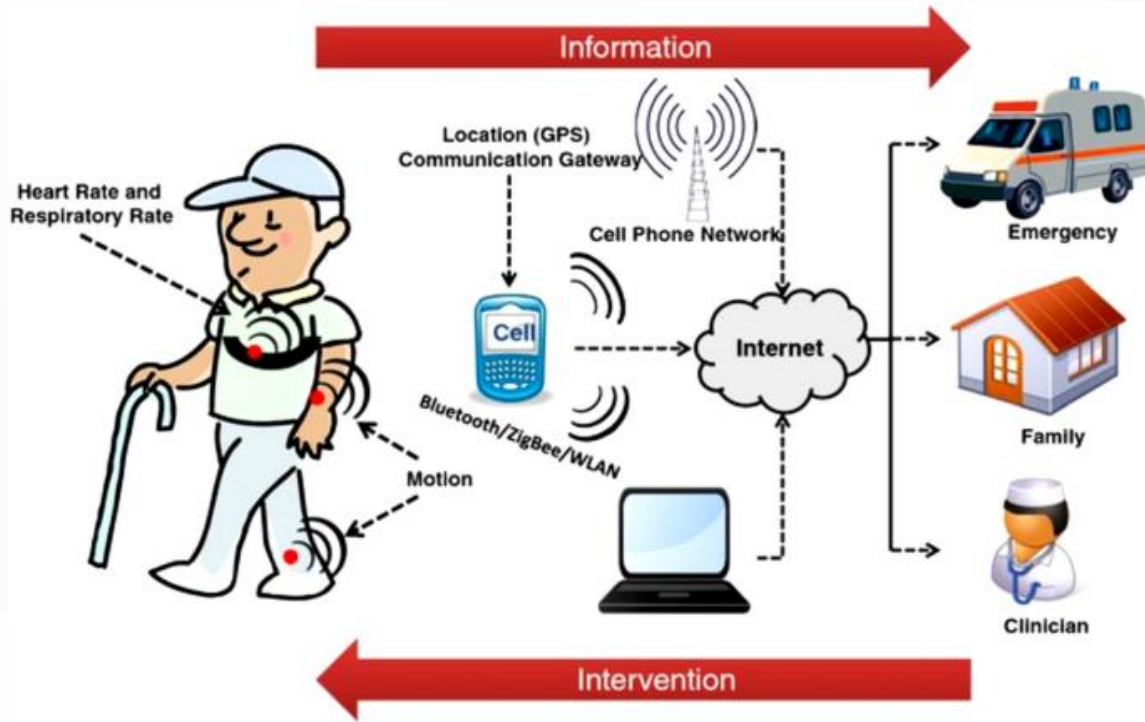 Information
Location (GPS)
Communication Gateway
Heart Rate and
Respiratory Rate
Cell Phone Network
Emergency
Cell
Internet
Bluetooth/ZigBee/WLAN
Family
Motion
Clinician
Intervention